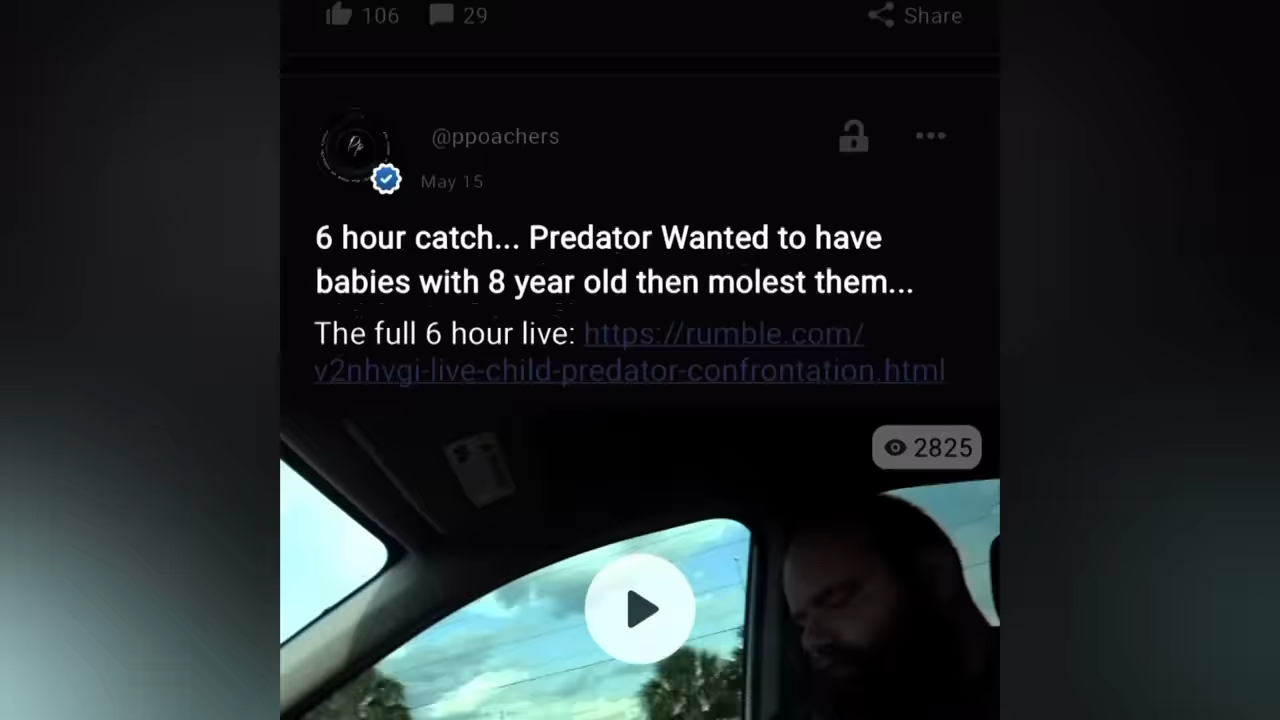 106 29 Share
@ppoachers
May 15
6 hour catch... Predator Wanted to have
babies with 8 year old then molest them...
The full 6 hour live: https://rumble.com/
v2nhvgi-live-child-predator-confrontation.html
2825